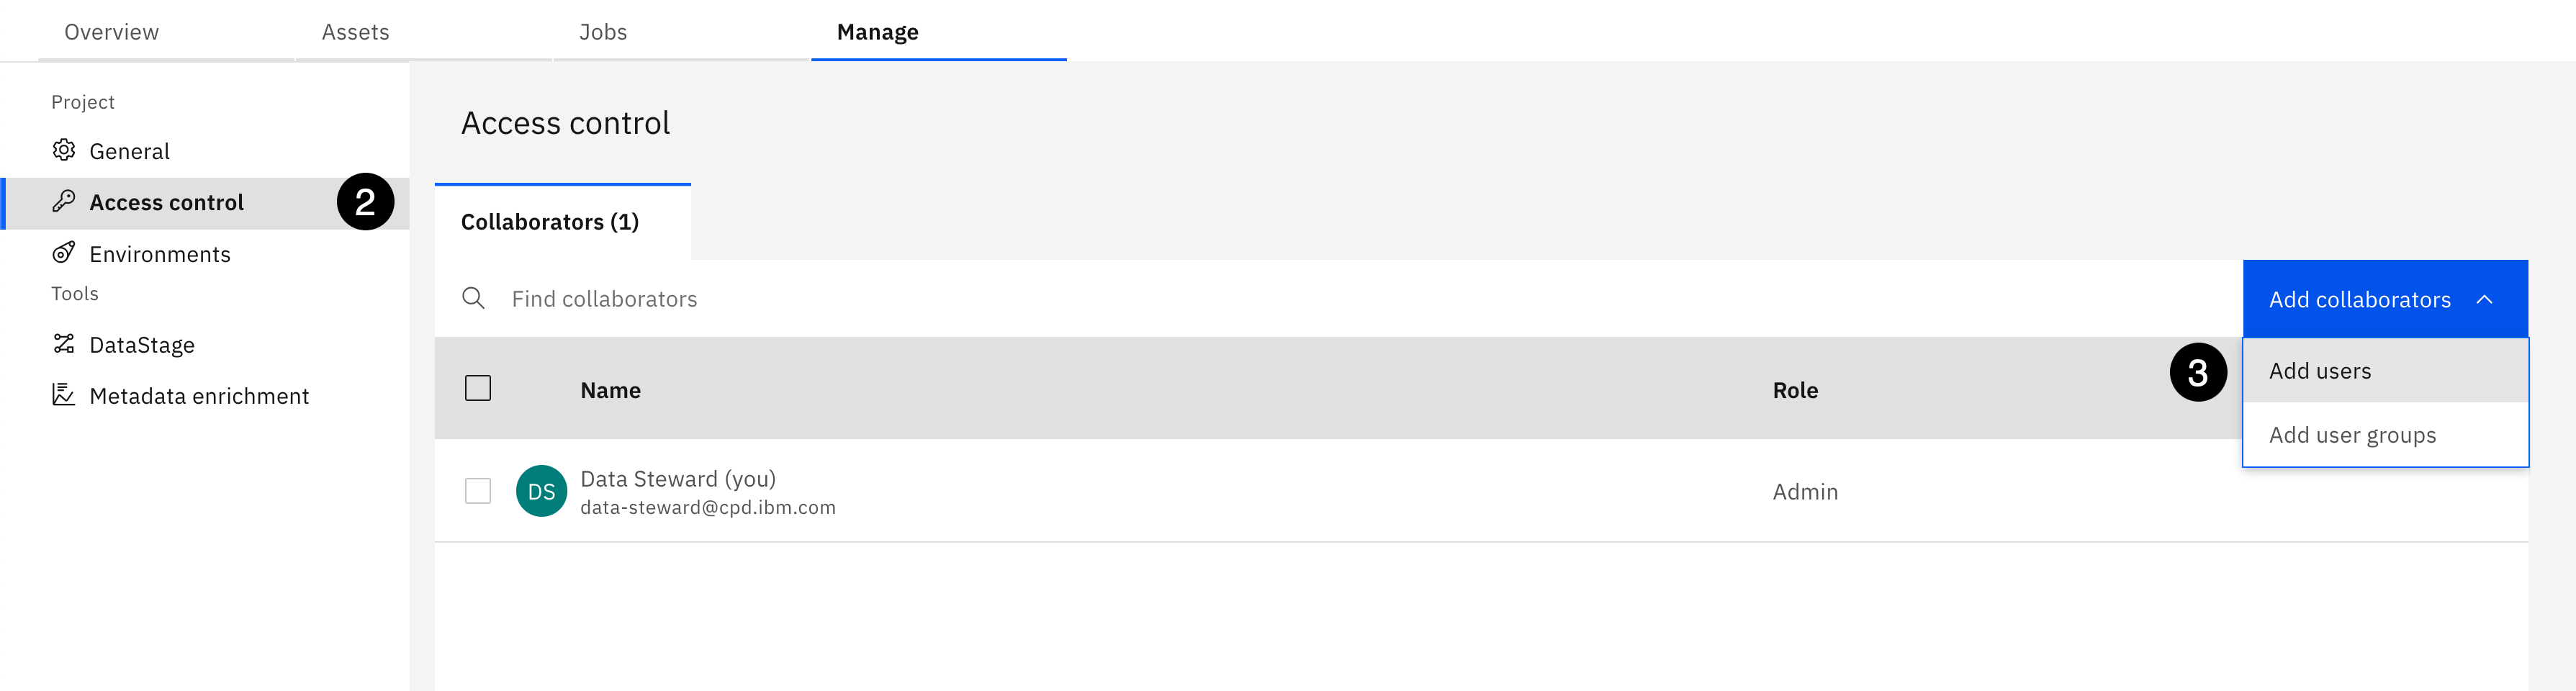 Overview Assets Jobs Manage
Project
General
Access control 2
Environments
Tools
DataStage
Metadata enrichment
Access control
Collaborators (1)
Find collaborators
Add collaborators
3 Add users
Add user groups
Name Role
DS Data Steward (you) Admin
data-steward@cpd.ibm.com